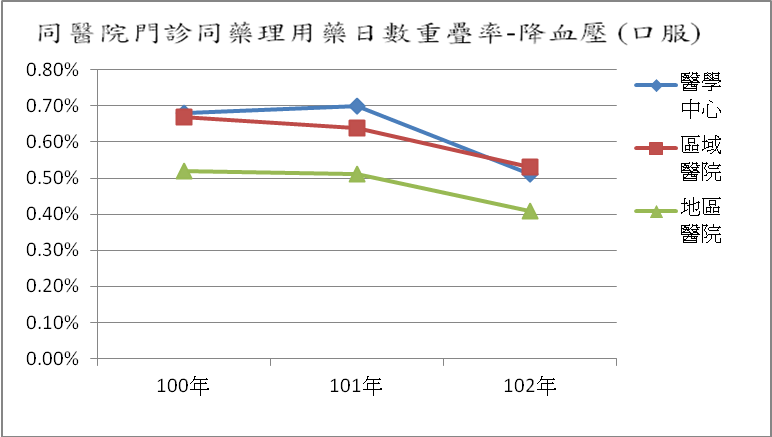 同醫院門診同藥理用藥日數重疊率-降血壓(口服)
0.80%
0.70%
0.60%
0.50%
0.40%
0.30%
0.20%
0.10%
0.00%
100年 101年 102年
醫學
中心
區域
醫院
地區
醫院